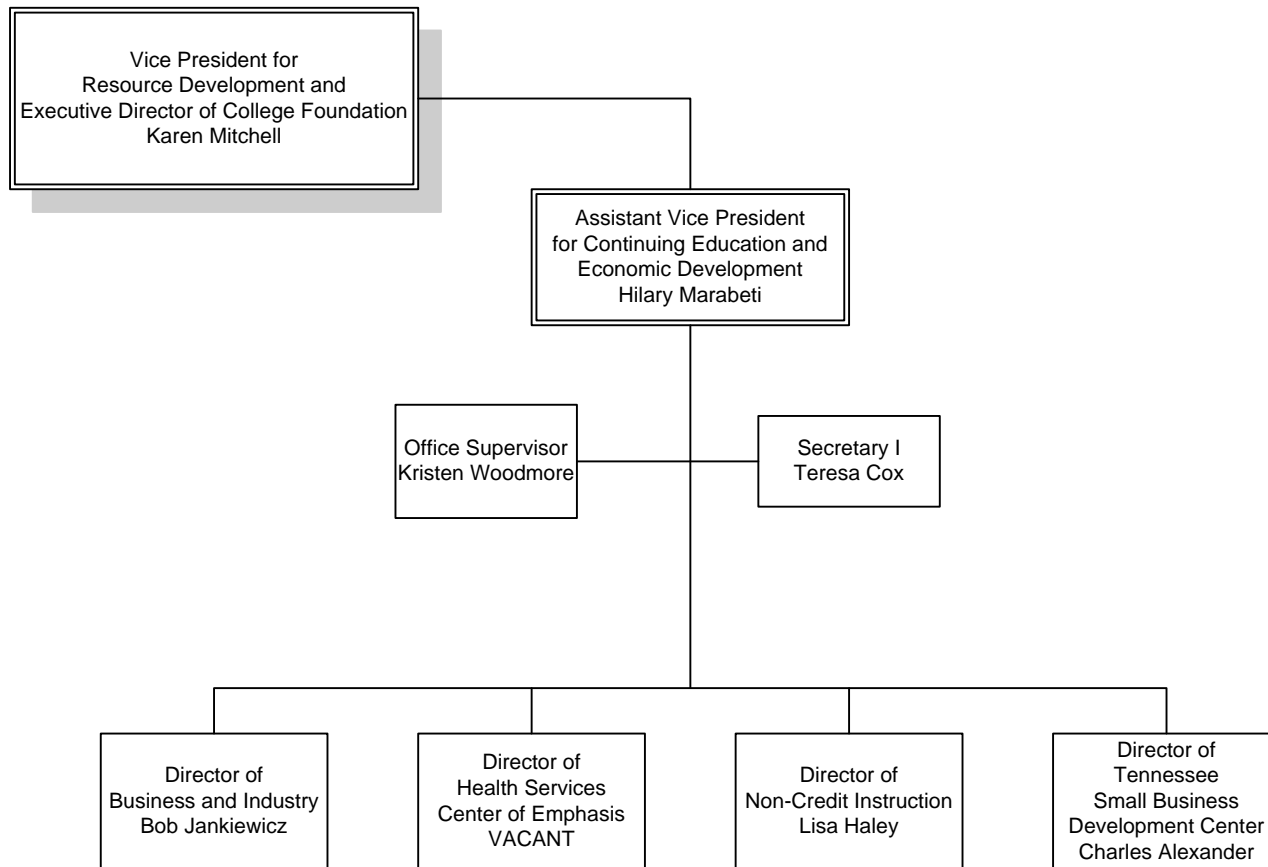 Vice President for
Resource Development and
Executive Director of College Foundation
Karen Mitchell
Assistant Vice President
for Continuing Education and
Economic Development
Hilary Marabeti
Office Supervisor
Kristen Woodmore
Secretary I
Teresa Cox
Director of
Business and Industry
Bob Jankiewicz
Director of
Health Services
Center of Emphasis
VACANT
Director of
Non-Credit Instruction
Lisa Haley
Director of
Tennessee
Small Business
Development Center
Charles Alexander